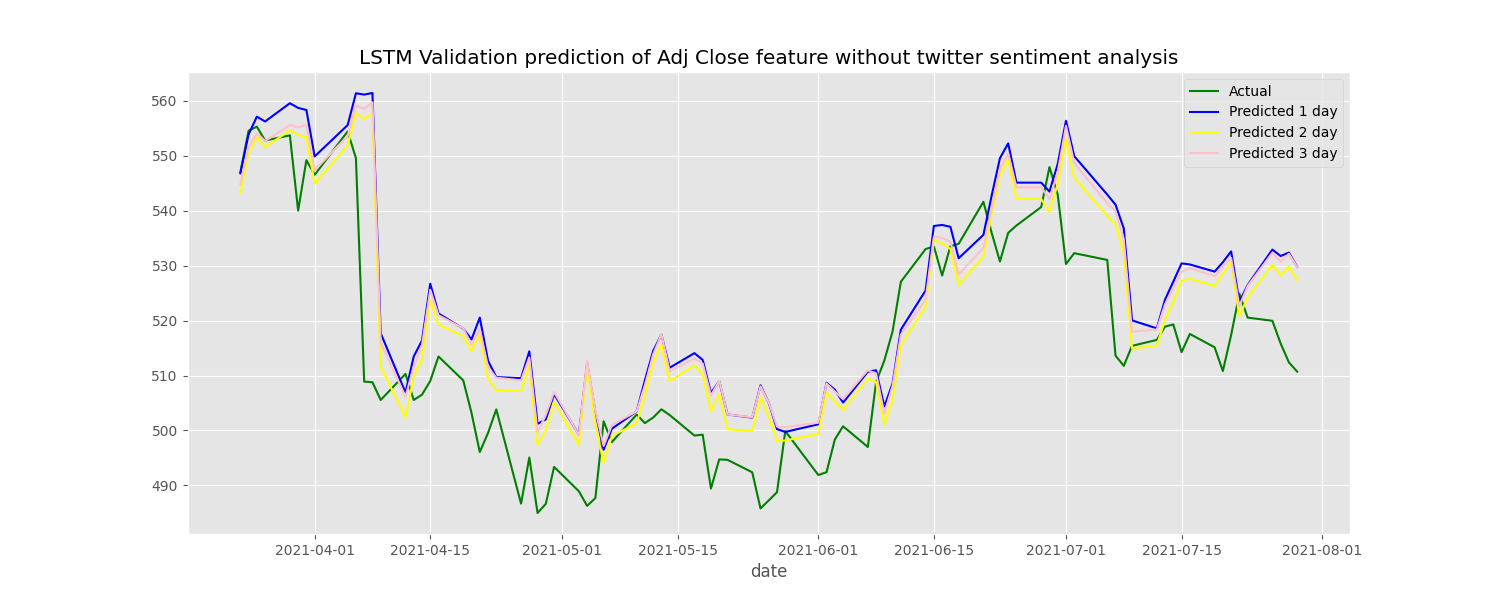 LSTM Validation prediction of Adj Close feature without twitter sentiment analysis
Actual
Predicted 1 day
Predicted 2 day
Predicted 3 day
560
550
540
530
520
510
500
490
2021-04-01 2021-04-15 2021-05-01 2021-05-15 2021-06-01 2021-06-15 2021-07-01 2021-07-15 2021-08-01
date